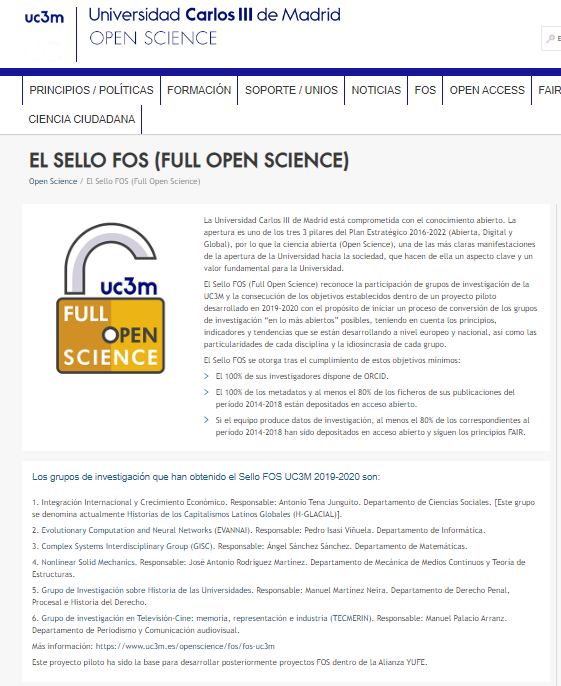 uc3m
Universidad Carlos III de Madrid
OPEN SCIENCE
PRINCIPIOS / POLÍTICAS
FORMACIÓN
SOPORTE / UNIOS
NOTICIAS
FOS
OPEN ACCESS
FAIR
CIENCIA CIUDADANA
EL SELLO FOS (FULL OPEN SCIENCE)
Open Science / El Sello FOS (Full Open Science)
uc3m
FULL
OPEN
SCIENCE
La Universidad Carlos III de Madrid está comprometida con el conocimiento abierto. La
apertura es uno de los tres 3 pilares del Plan Estratégico 2016-2022 (Abierta, Digital y
Global), por lo que la ciencia abierta (Open Science), una de las más claras manifestaciones
de la apertura de la Universidad hacia la sociedad, que hacen de ella un aspecto clave y un
valor fundamental para la Universidad.
El Sello FOS (Full Open Science) reconoce la participación de grupos de investigación de la
UC3M y la consecución de los objetivos establecidos dentro de un proyecto piloto
desarrollado en 2019-2020 con el propósito de iniciar un proceso de conversión de los grupos
de investigación "en lo más abiertos" posibles, teniendo en cuenta los principios,
indicadores y tendencias que se están desarrollando a nivel europeo y nacional, así como las
particularidades de cada disciplina y la idiosincrasia de cada grupo.
El Sello FOS se otorga tras el cumplimiento de estos objetivos mínimos:
> El 100% de sus investigadores dispone de ORCID.
> El 100% de los metadatos y al menos el 80% de los ficheros de sus publicaciones del
período 2014-2018 están depositados en acceso abierto.
> Si el equipo produce datos de investigación, al menos el 80% de los correspondientes al
período 2014-2018 han sido depositados en acceso abierto y siguen los principios FAIR.
Los grupos de investigación que han obtenido el Sello FOS UC3M 2019-2020 son:
1. Integración Internacional y Crecimiento Económico. Responsable: Antonio Tena Junguito. Departamento de Ciencias Sociales. [Este grupo
se denomina actualmente Historias de los Capitalismos Latinos Globales (H-GLACIAL)].
2. Evolutionary Computation and Neural Networks (EVANNAI). Responsable: Pedro Isasi Viñuela. Departamento de Informática.
3. Complex Systems Interdisciplinary Group (GISC). Responsable: Ángel Sánchez Sánchez. Departamento de Matemáticas.
4. Nonlinear Solid Mechanics. Responsable: José Antonio Rodríguez Martínez. Departamento de Mecánica de Medios Continuos y Teoría de
Estructuras.
5. Grupo de Investigación sobre Historia de las Universidades. Responsable: Manuel Martínez Neira. Departamento de Derecho Penal,
Procesal e Historia del Derecho.
6. Grupo de investigación en Televisión-Cine: memoria, representación e industria (TECMERIN). Responsable: Manuel Palacio Arranz.
Departamento de Periodismo y Comunicación audiovisual.
Más información: https://www.uc3m.es/openscience/fos/fos-uc3m
Este proyecto piloto ha sido la base para desarrollar posteriormente proyectos FOS dentro de la Alianza YUFE.